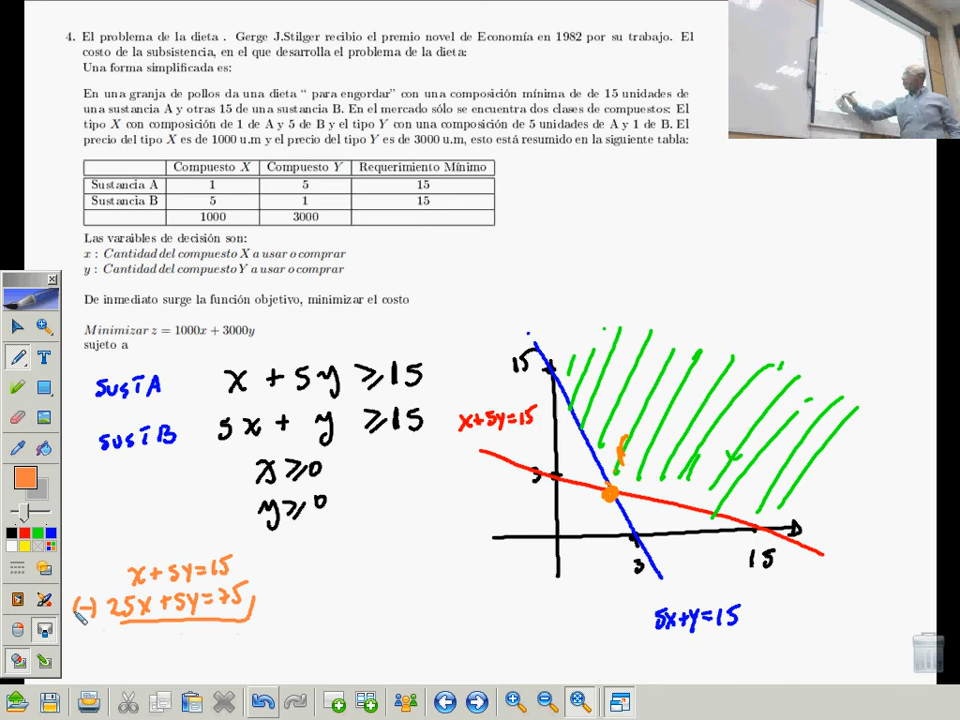 4. El problema de la dieta . Gerge J.Stilger recibio el premio novel de Economía en 1982 por su trabajo. El
costo de la subsistencia, en el que desarrolla el problema de la dieta:
Una forma simplificada es:
En una granja de pollos da una dieta “ para engordar” con una composición mínima de de 15 unidades de
una sustancia A y otras 15 de una sustancia B. En el mercado sólo se encuentra dos clases de compuestos: El
tipo X con composición de 1 de A y 5 de B y el tipo Y con una composición de 5 unidades de A y 1 de B. El
precio del tipo X es de 1000 u.m y el precio del tipo Y es de 3000 u.m, esto está resumido en la siguiente tabla:
Compuesto X Compuesto Y Requerimiento Mínimo
Sustancia A 1 5 15
Sustancia B 5 1 15
1000 3000
Las varaíbles de decisión son:
x : Cantidad del compuesto X a usar o comprar
y : Cantidad del compuesto Y a usar o comprar
De inmediato surge la función objetivo, minimizar el costo
Minimizar z = 1000x + 3000y
sujeto a
SUSTA x + 5y ≥ 15
SUSTB 5x + y ≥ 15
x ≥ 0
y ≥ 0
x + 5y = 15
(-) 25x + 5y = 75
15
x+5y=15
3
3
15
5x+y=15